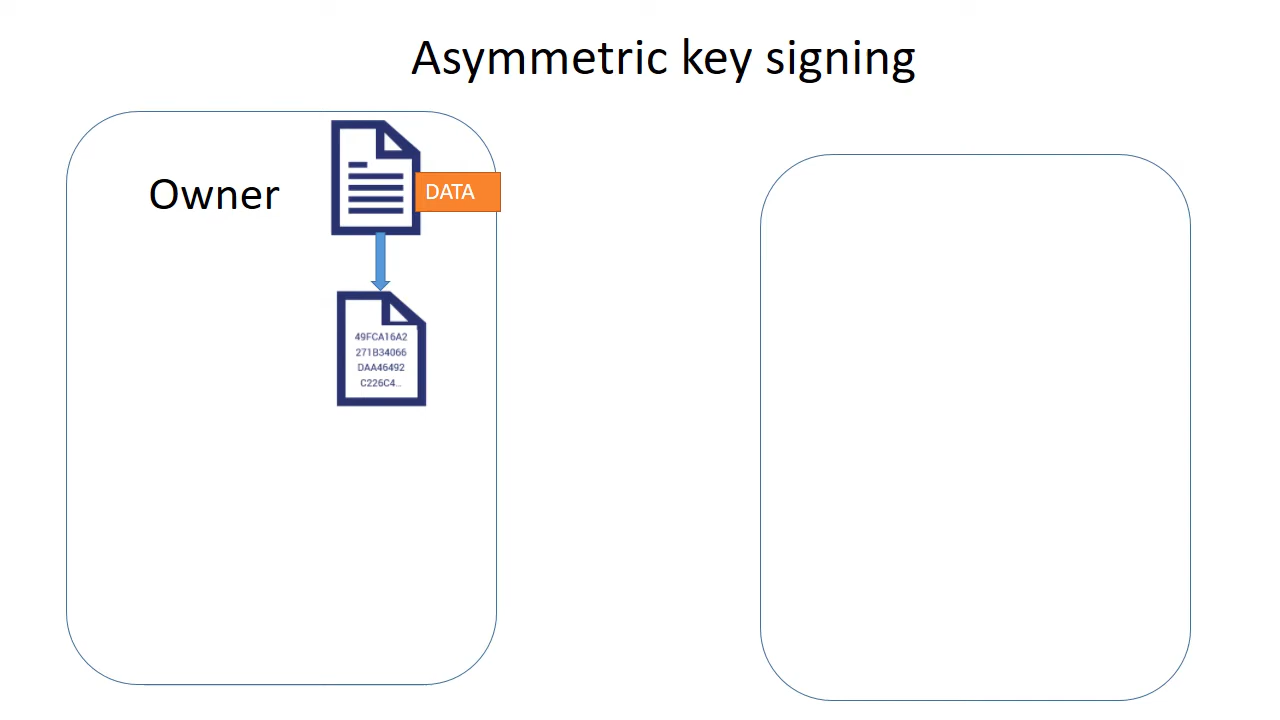 Asymmetric key signing
Owner
DATA
49FCA16A2
271B34066
DAA46492
C226C4...